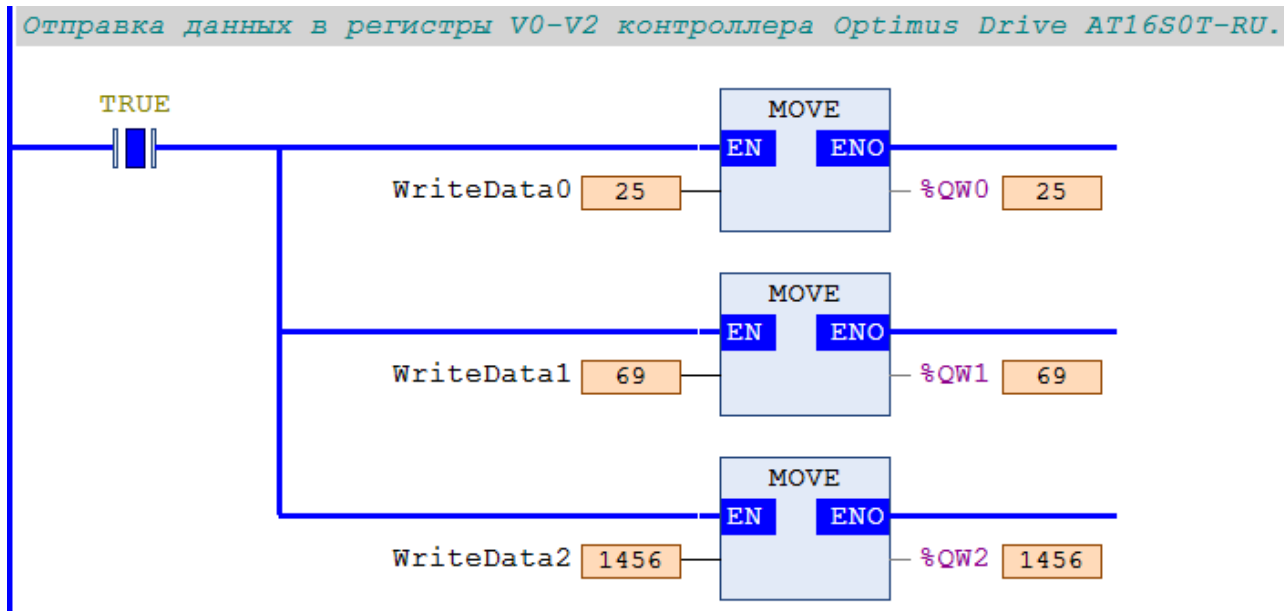 Отправка данных в регистры V0-V2 контроллера Optimus Drive AT16S0T-RU.
TRUE
MOVE
EN ENO
WriteData0 25 %QW0 25
MOVE
EN ENO
WriteData1 69 %QW1 69
MOVE
EN ENO
WriteData2 1456 %QW2 1456